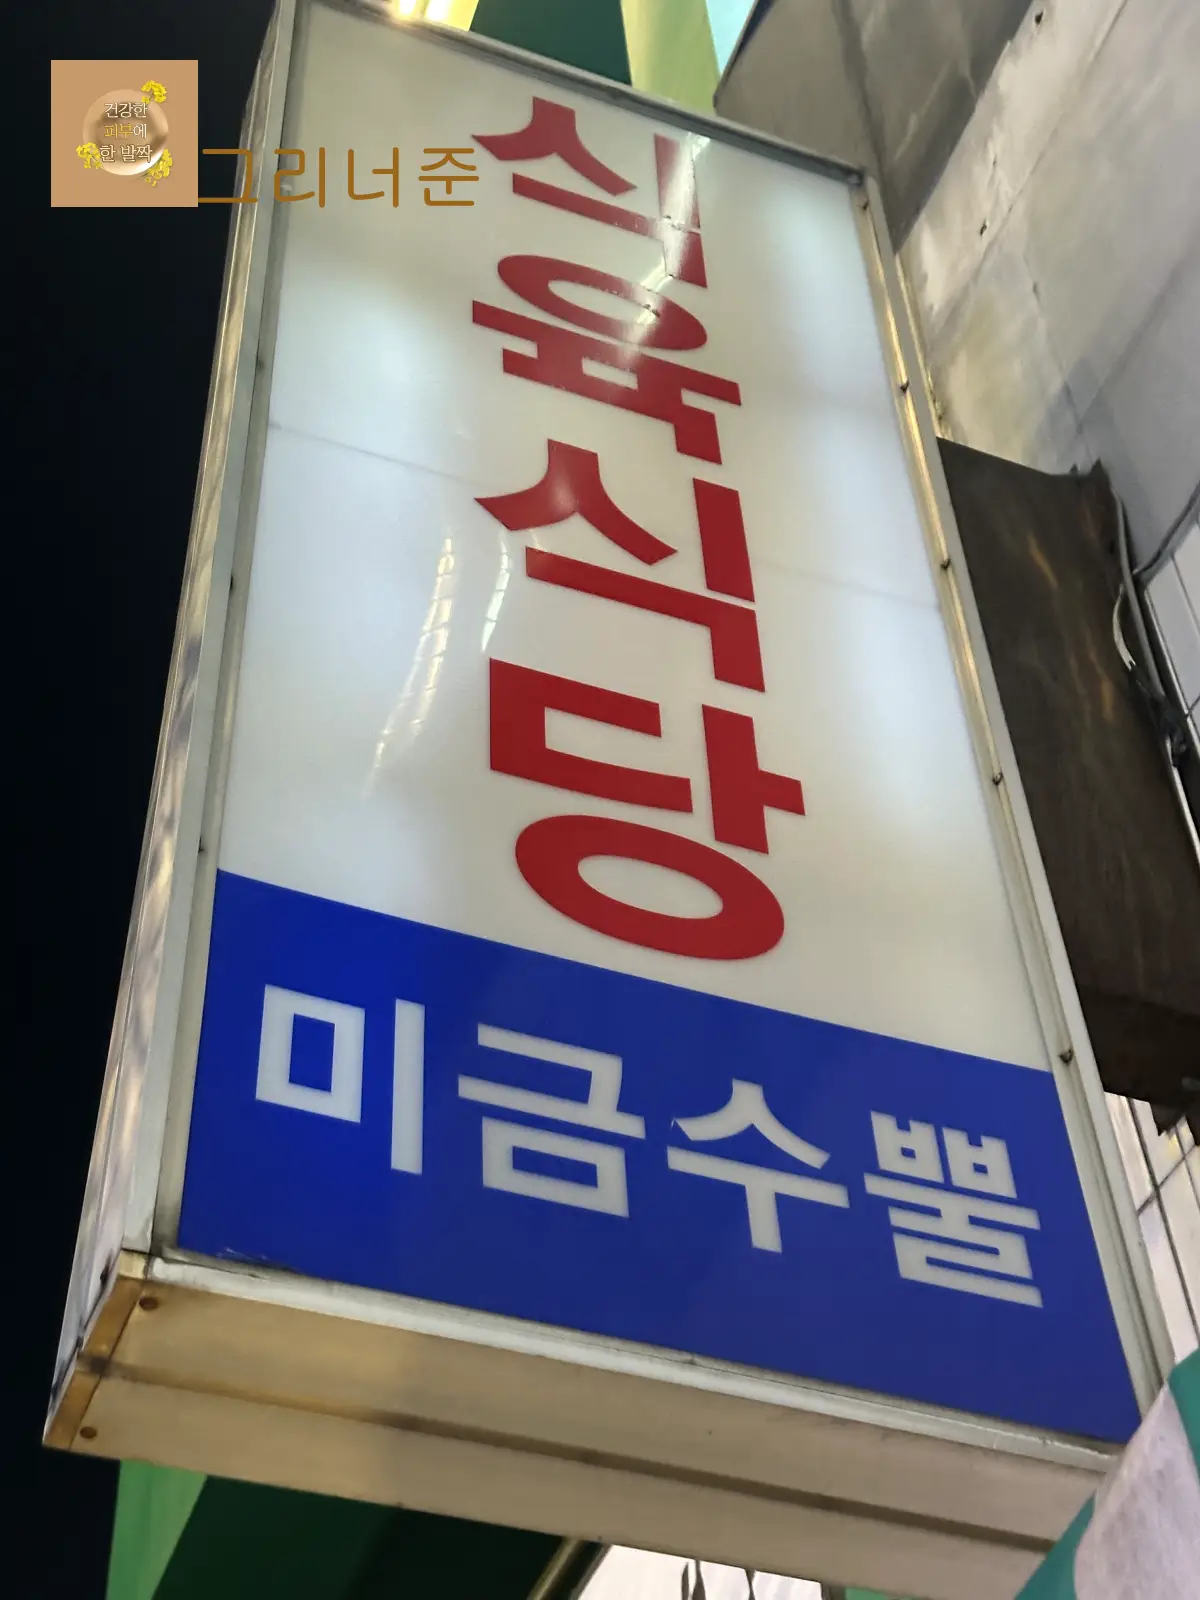 건강한
피부에
한 발짝
그리너준
식육식당
미금수뿔